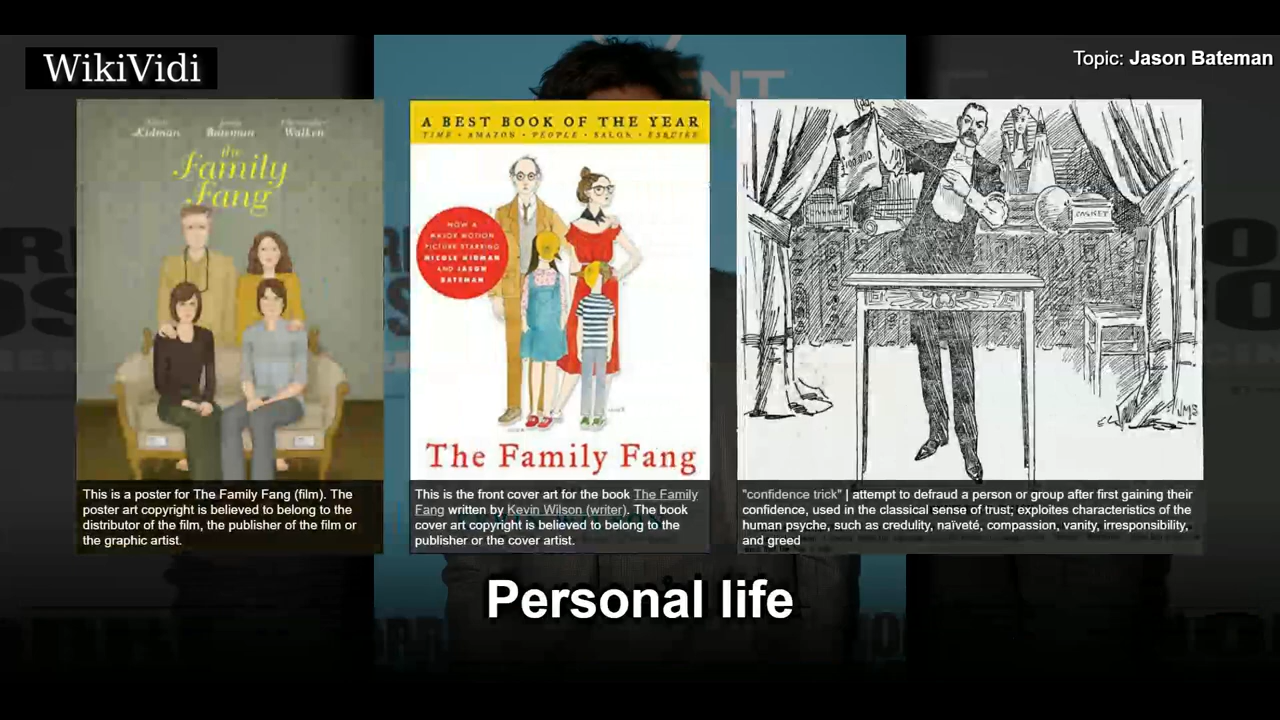 WikiVidi
Topic: Jason Bateman
Kidman
Bateman
Walken
the
Family
Fang
This is a poster for The Family Fang (film). The
poster art copyright is believed to belong to the
distributor of the film, the publisher of the film or
the graphic artist.
A BEST BOOK OF THE YEAR
TIME • AMAZON • PEOPLE • SALON • ESQUIRE
NOW A
MAJOR MOTION
PICTURE STARRING
NICOLE KIDMAN
AND JASON
BATEMAN
The Family Fang
This is the front cover art for the book The Family
Fang written by Kevin Wilson (writer). The book
cover art copyright is believed to belong to the
publisher or the cover artist.
CASKET
JMS
"confidence trick" | attempt to defraud a person or group after first gaining their
confidence, used in the classical sense of trust; exploites characteristics of the
human psyche, such as credulity, naïveté, compassion, vanity, irresponsibility,
and greed
Personal life